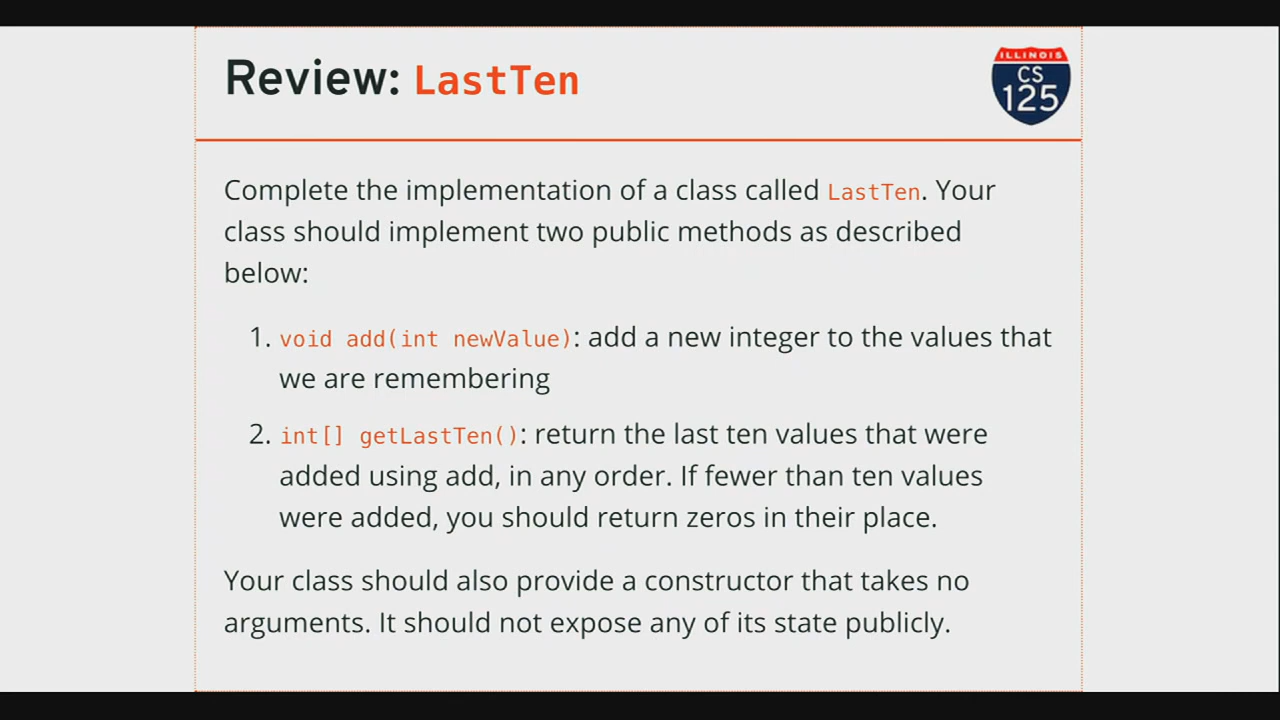 Review: LastTen
ILLINOIS
CS
125
Complete the implementation of a class called LastTen. Your
class should implement two public methods as described
below:
1. void add(int newValue): add a new integer to the values that
we are remembering
2. int[] getLastTen(): return the last ten values that were
added using add, in any order. If fewer than ten values
were added, you should return zeros in their place.
Your class should also provide a constructor that takes no
arguments. It should not expose any of its state publicly.